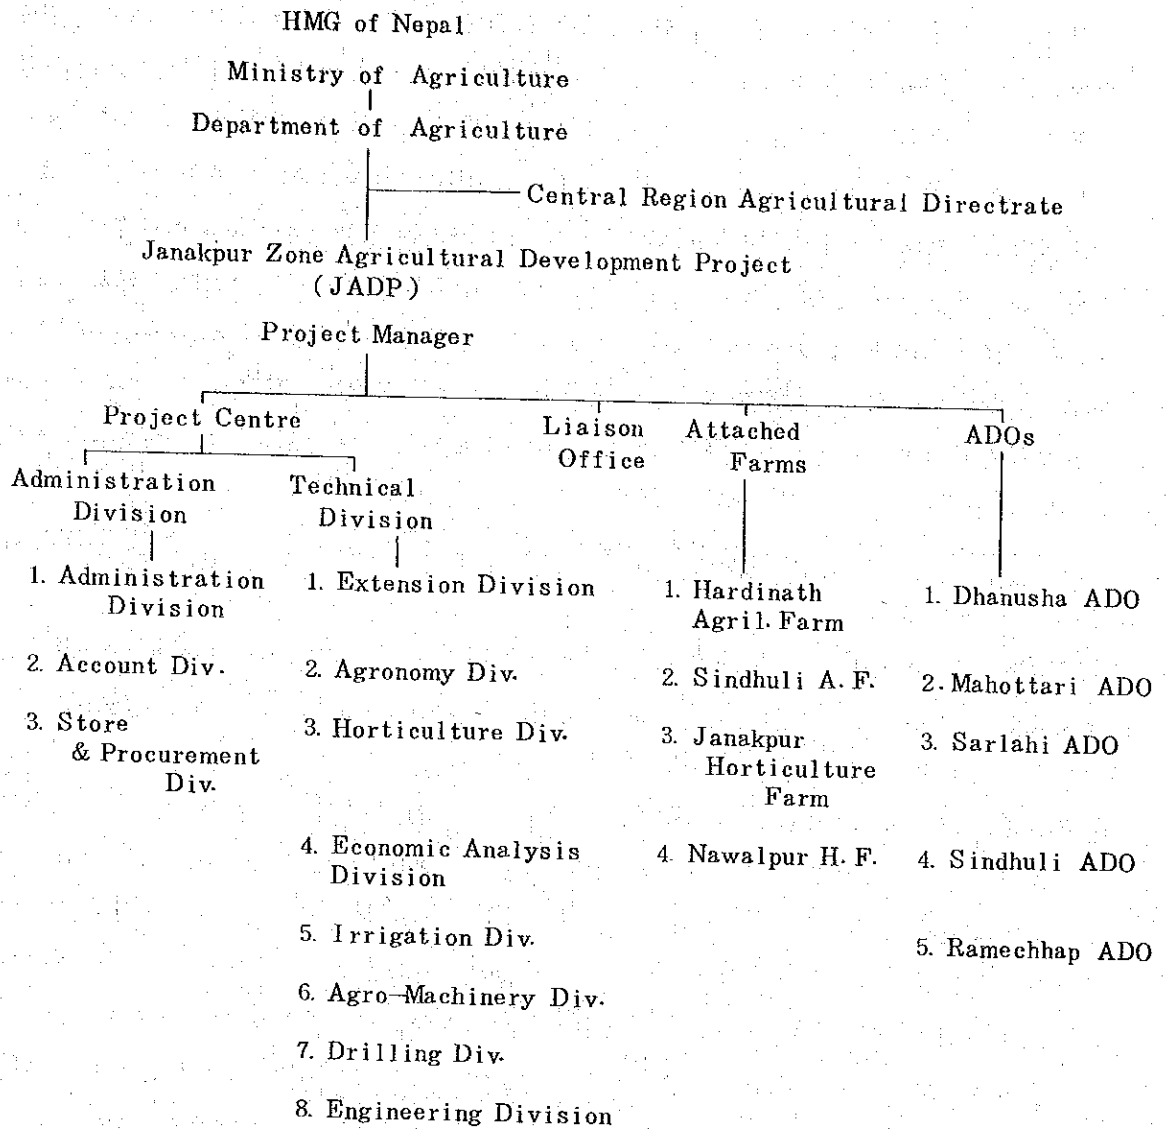 HMG of Nepal
Ministry of Agriculture
Department of Agriculture
Central Region Agricultural Directrate
Janakpur Zone Agricultural Development Project
(JADP)
Project Manager
Project Centre
Liaison
Office
Attached
Farms
ADOs
Administration
Division
Technical
Division
1. Administration
Division
2. Account Div.
3. Store
& Procurement
Div.
1. Extension Division
2. Agronomy Div.
3. Horticulture Div.
4. Economic Analysis
Division
5. Irrigation Div.
6. Agro-Machinery Div.
7. Drilling Div.
8. Engineering Division
1. Hardinath
Agril. Farm
2. Sindhuli A. F.
3. Janakpur
Horticulture
Farm
4. Nawalpur H. F.
1. Dhanusha ADO
2. Mahottari ADO
3. Sarlahi ADO
4. Sindhuli ADO
5. Ramechhap ADO